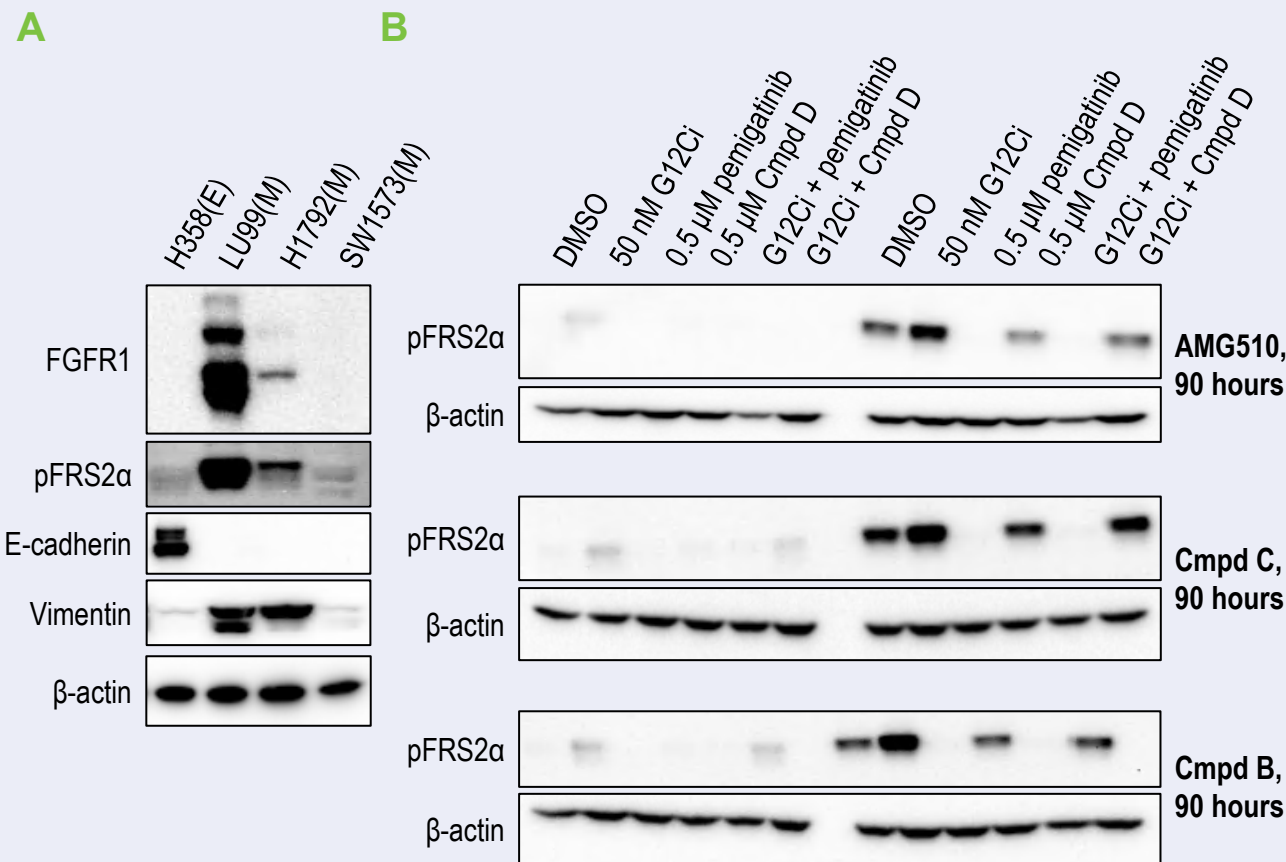 A
B
H358(E)
LU99(M)
H1792(M)
SW1573(M)
FGFR1
pFRS2α
E-cadherin
Vimentin
β-actin
DMSO
50 nM G12Ci
0.5 µM pemigatinib
0.5 µM Cmpd D
G12Ci + pemigatinib
G12Ci + Cmpd D
DMSO
50 nM G12Ci
0.5 µM pemigatinib
0.5 µM Cmpd D
G12Ci + pemigatinib
G12Ci + Cmpd D
pFRS2α
β-actin
AMG510,
90 hours
pFRS2α
β-actin
Cmpd C,
90 hours
pFRS2α
β-actin
Cmpd B,
90 hours